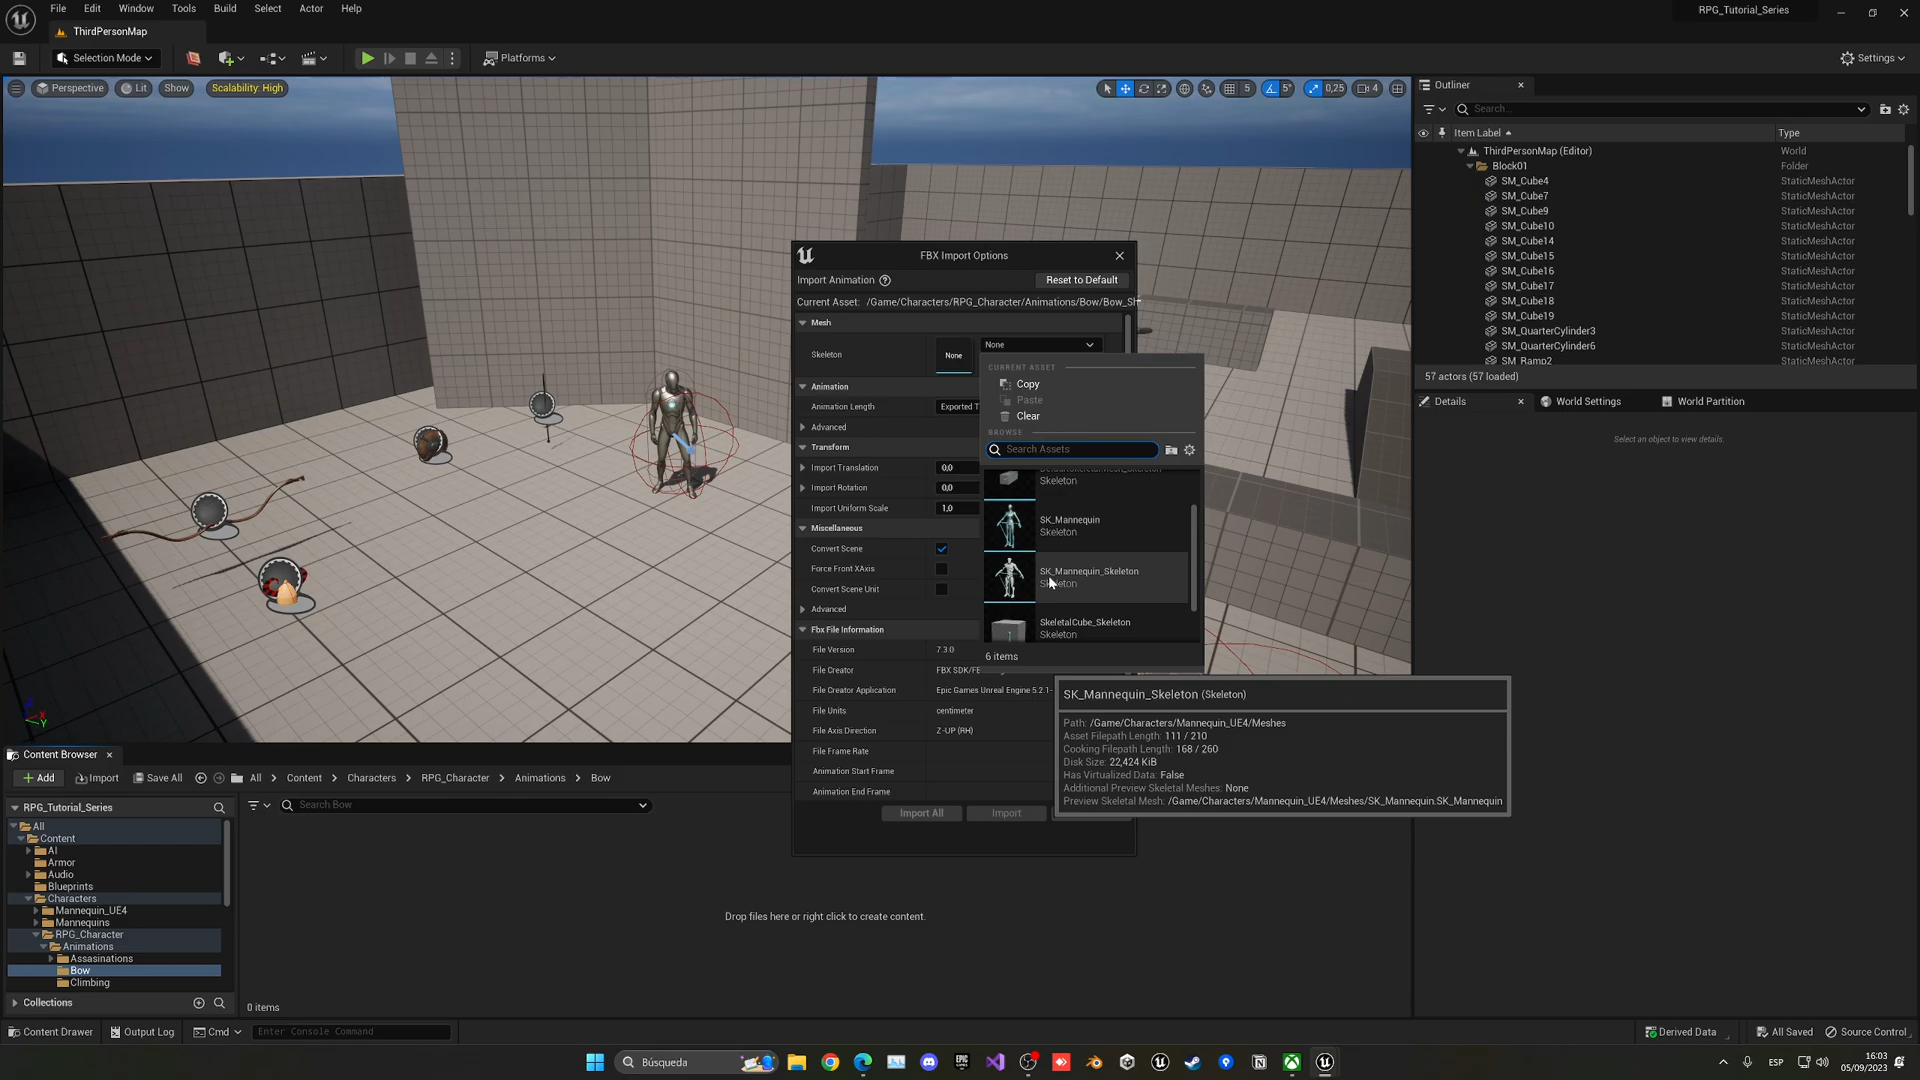 File Edit Window Tools Build Select Actor Help
RPG_Tutorial_Series
ThirdPersonMap
Selection Mode
Platforms
Settings
Perspective Lit Show Scalability: High
5 5° 0,25 4
Outliner
Search...
Item Label Type
ThirdPersonMap (Editor) World
Block01 Folder
SM_Cube4 StaticMeshActor
SM_Cube7 StaticMeshActor
SM_Cube9 StaticMeshActor
SM_Cube10 StaticMeshActor
SM_Cube14 StaticMeshActor
SM_Cube15 StaticMeshActor
SM_Cube16 StaticMeshActor
SM_Cube17 StaticMeshActor
SM_Cube18 StaticMeshActor
SM_Cube19 StaticMeshActor
SM_QuarterCylinder3 StaticMeshActor
SM_QuarterCylinder6 StaticMeshActor
SM_Ramp2 StaticMeshActor
57 actors (57 loaded)
Details World Settings World Partition
Select an object to view details.
FBX Import Options
Import Animation Reset to Default
Current Asset: /Game/Characters/RPG_Character/Animations/Bow/Bow_Sh
Mesh
Skeleton None None
Animation
Animation Length Exported T
Advanced
Transform
Import Translation 0,0
Import Rotation 0,0
Import Uniform Scale 1,0
Miscellaneous
Convert Scene
Force Front XAxis
Convert Scene Unit
Advanced
Fbx File Information
File Version 7.3.0
File Creator FBX SDK/FE
File Creator Application Epic Games Unreal Engine 5.2.1-
File Units centimeter
File Axis Direction Z-UP (RH)
File Frame Rate
Animation Start Frame
Animation End Frame
Import All Import
CURRENT ASSET
Copy
Paste
Clear
BROWSE
Search Assets
Skeleton
SK_Mannequin
Skeleton
SK_Mannequin_Skeleton
Skeleton
SkeletalCube_Skeleton
Skeleton
6 items
SK_Mannequin_Skeleton (Skeleton)
Path: /Game/Characters/Mannequin_UE4/Meshes
Asset Filepath Length: 111 / 210
Cooking Filepath Length: 168 / 260
Disk Size: 22,424 KiB
Has Virtualized Data: False
Additional Preview Skeletal Meshes: None
Preview Skeletal Mesh: /Game/Characters/Mannequin_UE4/Meshes/SK_Mannequin.SK_Mannequin
Content Browser
Add Import Save All All > Content > Characters > RPG_Character > Animations > Bow
RPG_Tutorial_Series
Search Bow
All
Content
AI
Armor
Audio
Blueprints
Characters
Mannequin_UE4
Mannequins
RPG_Character
Animations
Assasinations
Bow
Climbing
Collections
Drop files here or right click to create content.
0 items
Content Drawer Output Log Cmd Enter Console Command
Derived Data All Saved Source Control
Búsqueda
ESP
16:03
05/09/2023